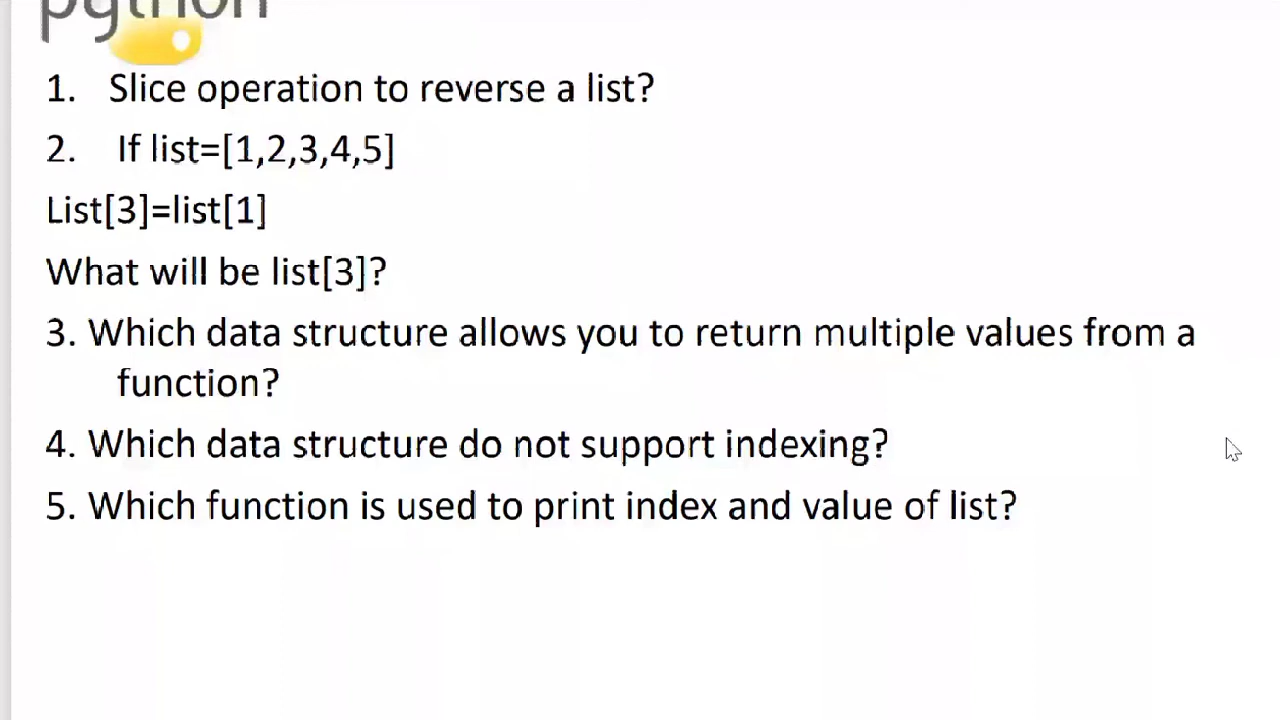 python
1. Slice operation to reverse a list?
2. If list=[1,2,3,4,5]
List[3]=list[1]
What will be list[3]?
3. Which data structure allows you to return multiple values from a
function?
4. Which data structure do not support indexing?
5. Which function is used to print index and value of list?